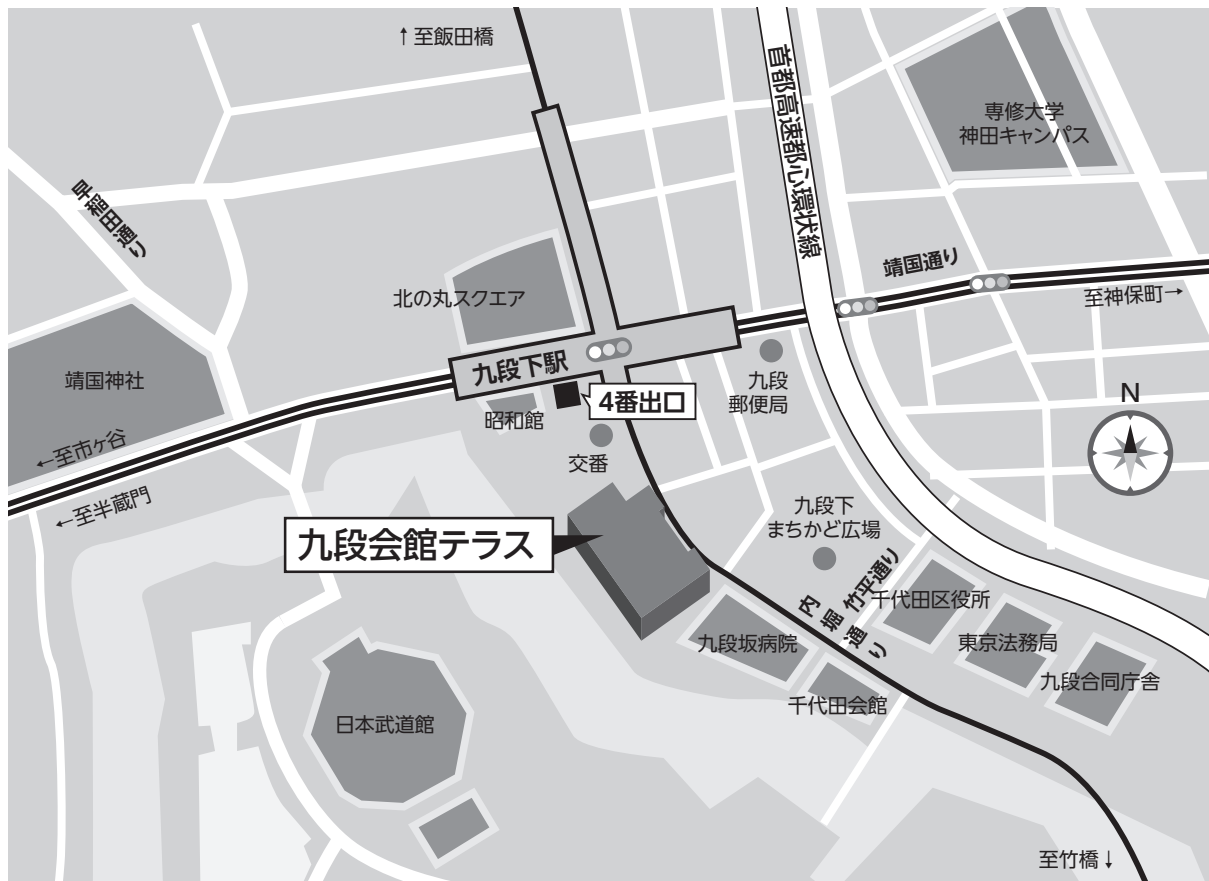 ↑至飯田橋
首都高速都心環状線
専修大学
神田キャンパス
早稲田通り
靖国通り
至神保町→
北の丸スクエア
九段下駅
4番出口
昭和館
九段
郵便局
靖国神社
←至市ヶ谷
←至半蔵門
交番
N
九段会館テラス
九段下
まちかど広場
竹平通り
内堀通り
千代田区役所
東京法務局
九段合同庁舎
九段坂病院
千代田会館
日本武道館
至竹橋↓